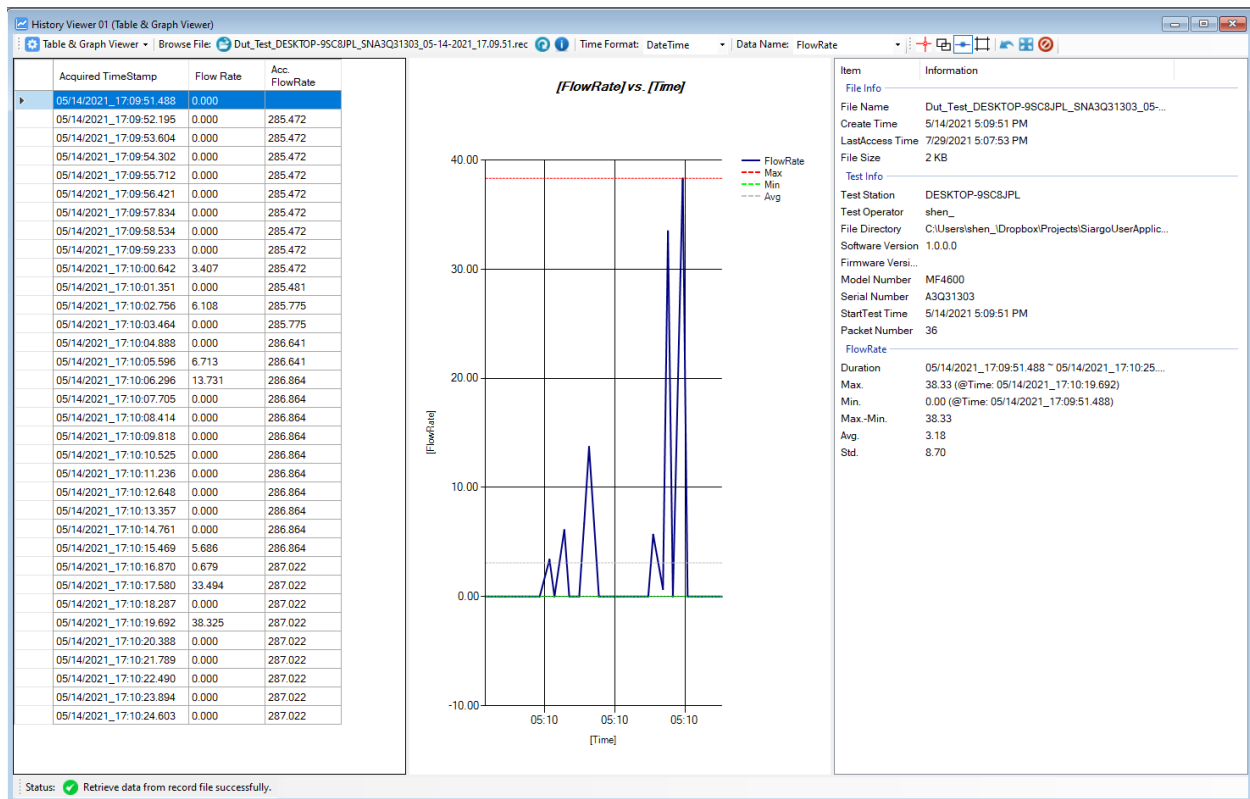 History Viewer 01 (Table & Graph Viewer)
Table & Graph Viewer Browse File: Dut_Test_DESKTOP-9SC8JPL_SNA3Q31303_05-14-2021_17.09.51.rec Time Format: DateTime Data Name: FlowRate
Acquired TimeStamp Flow Rate Acc. FlowRate
05/14/2021_17:09:51.488 0.000
05/14/2021_17:09:52.195 0.000 285.472
05/14/2021_17:09:53.604 0.000 285.472
05/14/2021_17:09:54.302 0.000 285.472
05/14/2021_17:09:55.712 0.000 285.472
05/14/2021_17:09:56.421 0.000 285.472
05/14/2021_17:09:57.834 0.000 285.472
05/14/2021_17:09:58.534 0.000 285.472
05/14/2021_17:09:59.233 0.000 285.472
05/14/2021_17:10:00.642 3.407 285.472
05/14/2021_17:10:01.351 0.000 285.481
05/14/2021_17:10:02.756 6.108 285.775
05/14/2021_17:10:03.464 0.000 285.775
05/14/2021_17:10:04.888 0.000 286.641
05/14/2021_17:10:05.596 6.713 286.641
05/14/2021_17:10:06.296 13.731 286.864
05/14/2021_17:10:07.705 0.000 286.864
05/14/2021_17:10:08.414 0.000 286.864
05/14/2021_17:10:09.818 0.000 286.864
05/14/2021_17:10:10.525 0.000 286.864
05/14/2021_17:10:11.236 0.000 286.864
05/14/2021_17:10:12.648 0.000 286.864
05/14/2021_17:10:13.357 0.000 286.864
05/14/2021_17:10:14.761 0.000 286.864
05/14/2021_17:10:15.469 5.686 286.864
05/14/2021_17:10:16.870 0.679 287.022
05/14/2021_17:10:17.580 33.494 287.022
05/14/2021_17:10:18.287 0.000 287.022
05/14/2021_17:10:19.692 38.325 287.022
05/14/2021_17:10:20.388 0.000 287.022
05/14/2021_17:10:21.789 0.000 287.022
05/14/2021_17:10:22.490 0.000 287.022
05/14/2021_17:10:23.894 0.000 287.022
05/14/2021_17:10:24.603 0.000 287.022
[FlowRate] vs. [Time]
40.00
30.00
20.00
10.00
0.00
-10.00
[FlowRate]
05:10 05:10 05:10
[Time]
FlowRate
Max
Min
Avg
Item Information
File Info
File Name Dut_Test_DESKTOP-9SC8JPL_SNA3Q31303_05-...
Create Time 5/14/2021 5:09:51 PM
LastAccess Time 7/29/2021 5:07:53 PM
File Size 2 KB
Test Info
Test Station DESKTOP-9SC8JPL
Test Operator shen_
File Directory C:\Users\shen_\Dropbox\Projects\SiargoUserApplic...
Software Version 1.0.0.0
Firmware Versi...
Model Number MF4600
Serial Number A3Q31303
StartTest Time 5/14/2021 5:09:51 PM
Packet Number 36
FlowRate
Duration 05/14/2021_17:09:51.488 ~ 05/14/2021_17:10:25....
Max. 38.33 (@Time: 05/14/2021_17:10:19.692)
Min. 0.00 (@Time: 05/14/2021_17:09:51.488)
Max.-Min. 38.33
Avg. 3.18
Std. 8.70
Status: Retrieve data from record file successfully.